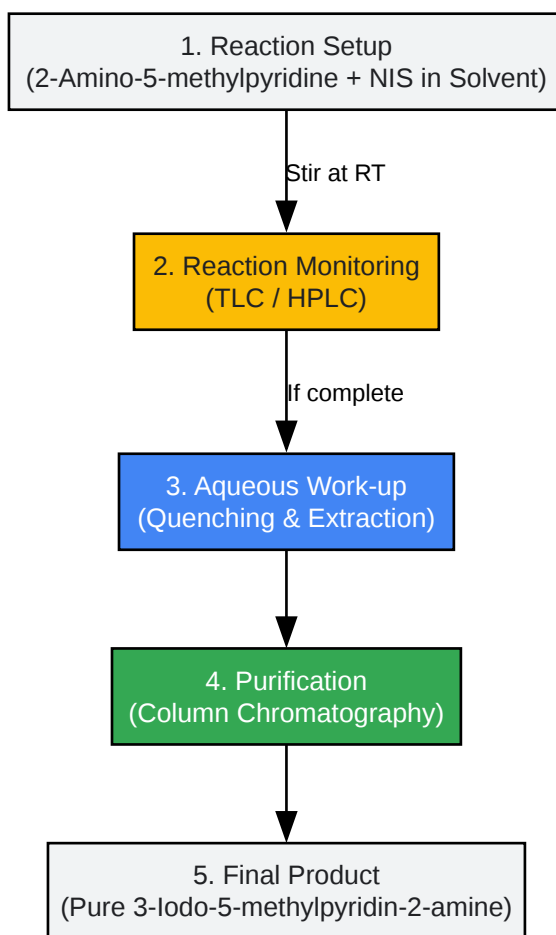 1. Reaction Setup
(2-Amino-5-methylpyridine + NIS in Solvent)
Stir at RT
2. Reaction Monitoring
(TLC / HPLC)
If complete
3. Aqueous Work-up
(Quenching & Extraction)
4. Purification
(Column Chromatography)
5. Final Product
(Pure 3-Iodo-5-methylpyridin-2-amine)